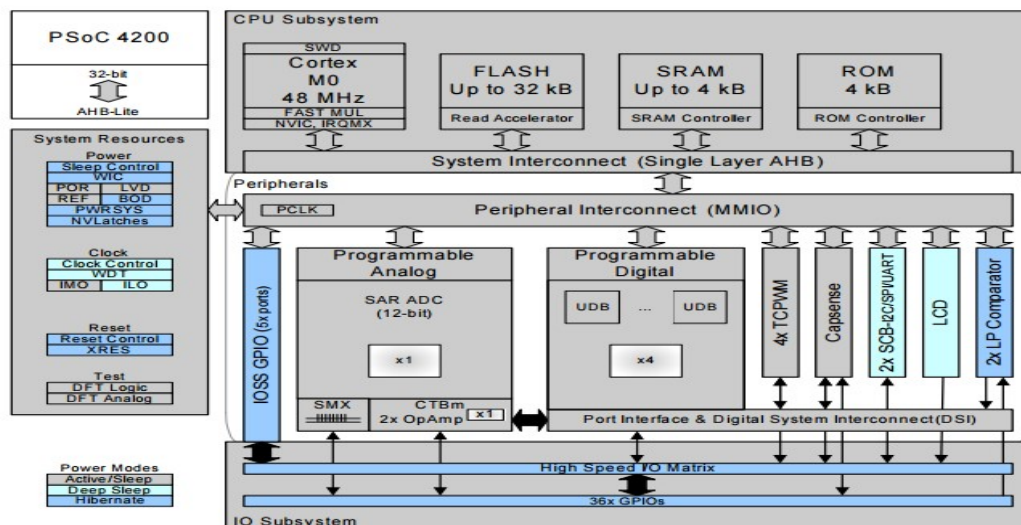 PSoC 4200
32-bit
AHB-Lite
CPU Subsystem
SWD
Cortex
M0
48 MHz
FAST MUL
NVIC, IRQMX
FLASH
Up to 32 kB
Read Accelerator
SRAM
Up to 4 kB
SRAM Controller
ROM
4 kB
ROM Controller
System Interconnect (Single Layer AHB)
System Resources
Power
Sleep Control
WIC
POR LVD
REF BOD
PWRSYS
NVLatches
Clock
Clock Control
WDT
IMO ILO
Reset
Reset Control
XRES
Test
DFT Logic
DFT Analog
Peripherals
PCLK
Peripheral Interconnect (MMIO)
IOSS GPIO (5x ports)
Programmable
Analog
SAR ADC
(12-bit)
x1
SMX
CTBm
2x OpAmp x1
Programmable
Digital
UDB ... UDB
x4
4x TCPWM
Capsense
2x SCB-I2C/SPI/UART
LCD
2x LP Comparator
Port Interface & Digital System Interconnect(DSI)
Power Modes
Active/Sleep
Deep Sleep
Hibernate
High Speed I/O Matrix
36x GPIOs
IO Subsystem